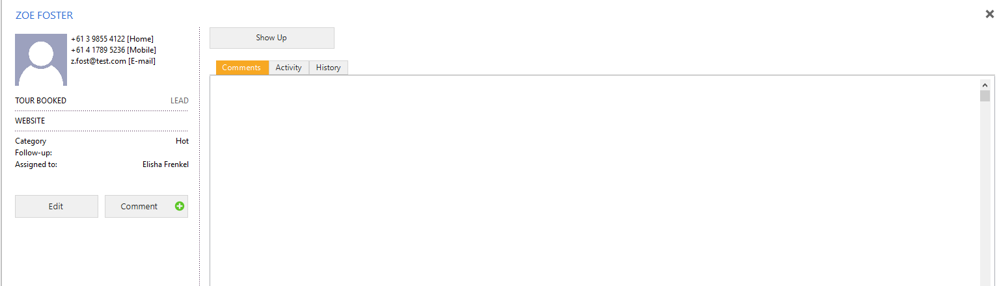 ZOE FOSTER
+61 3 9855 4122 [Home]
+61 4 1789 5236 [Mobile]
z.fost@test.com [E-mail]
TOUR BOOKED LEAD
WEBSITE
Category Hot
Follow-up:
Assigned to: Elisha Frenkel
Edit Comment
Show Up
Comments Activity History